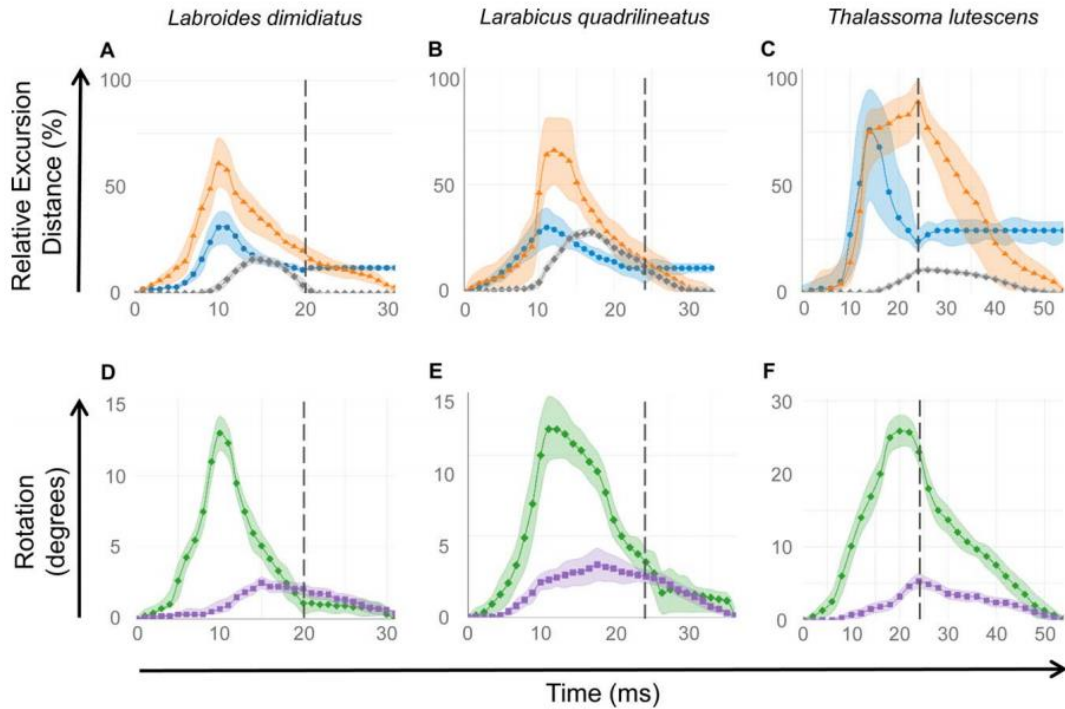 Labroides dimidiatus Larabicus quadrilineatus Thalassoma lutescens
A B C
Relative Excursion
Distance (%)
100 100 100
50 50 50
0 0 0
0 10 20 30 0 10 20 30 0 10 20 30 40 50
D E F
Rotation
(degrees)
15 15 30
10 10 20
5 5 10
0 0 0
0 10 20 30 0 10 20 30 0 10 20 30 40 50
Time (ms)